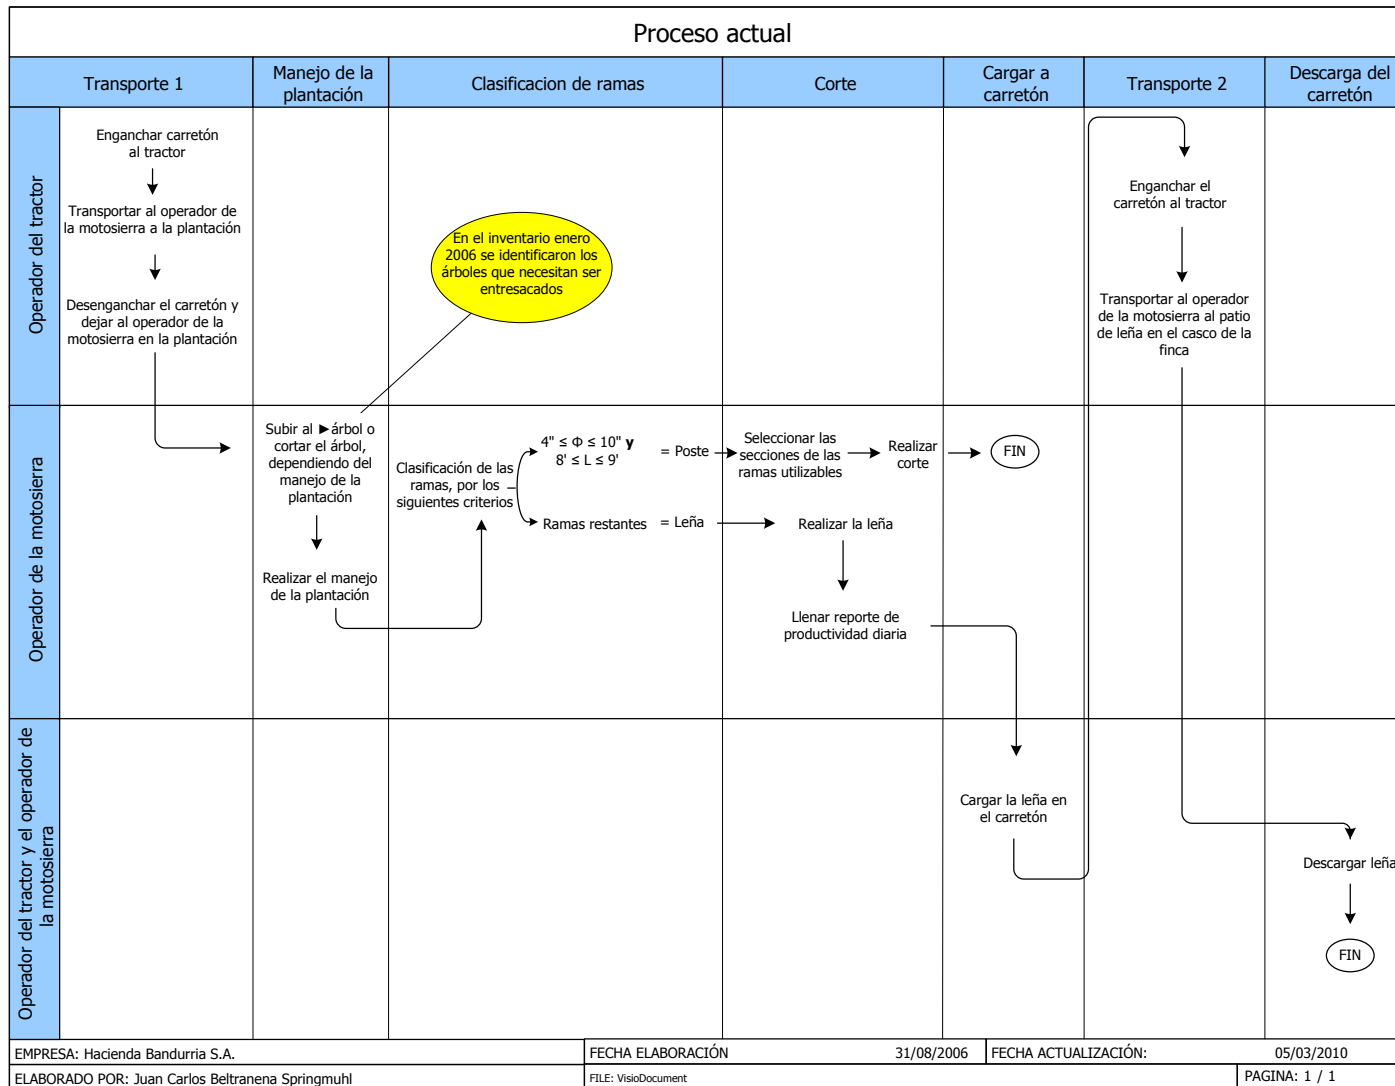 Proceso actual
Transporte 1
Manejo de la
plantación
Clasificacion de ramas
Corte
Cargar a
carretón
Transporte 2
Descarga del
carretón
Operador del tractor
Enganchar carretón
al tractor
Transportar al operador de
la motosierra a la plantación
Desenganchar el carretón y
dejar al operador de la
motosierra en la plantación
En el inventario enero
2006 se identificaron los
árboles que necesitan ser
entresacados
Enganchar el
carretón al tractor
Transportar al operador
de la motosierra al patio
de leña en el casco de la
finca
Operador de la motosierra
Subir al ►árbol o
cortar el árbol,
dependiendo del
manejo de la
plantación
Realizar el manejo
de la plantación
Clasificación de las
ramas, por los
siguientes criterios
4" ≤ Φ ≤ 10" y
8' ≤ L ≤ 9'
= Poste
Ramas restantes
= Leña
Seleccionar las
secciones de las
ramas utilizables
Realizar
corte
FIN
Realizar la leña
Llenar reporte de
productividad diaria
Operador del tractor y el operador de
la motosierra
Cargar la leña en
el carretón
Descargar leña
FIN
EMPRESA: Hacienda Bandurria S.A.
FECHA ELABORACIÓN 31/08/2006
FECHA ACTUALIZACIÓN: 05/03/2010
ELABORADO POR: Juan Carlos Beltranena Springmuhl
FILE: VisioDocument
PAGINA: 1 / 1